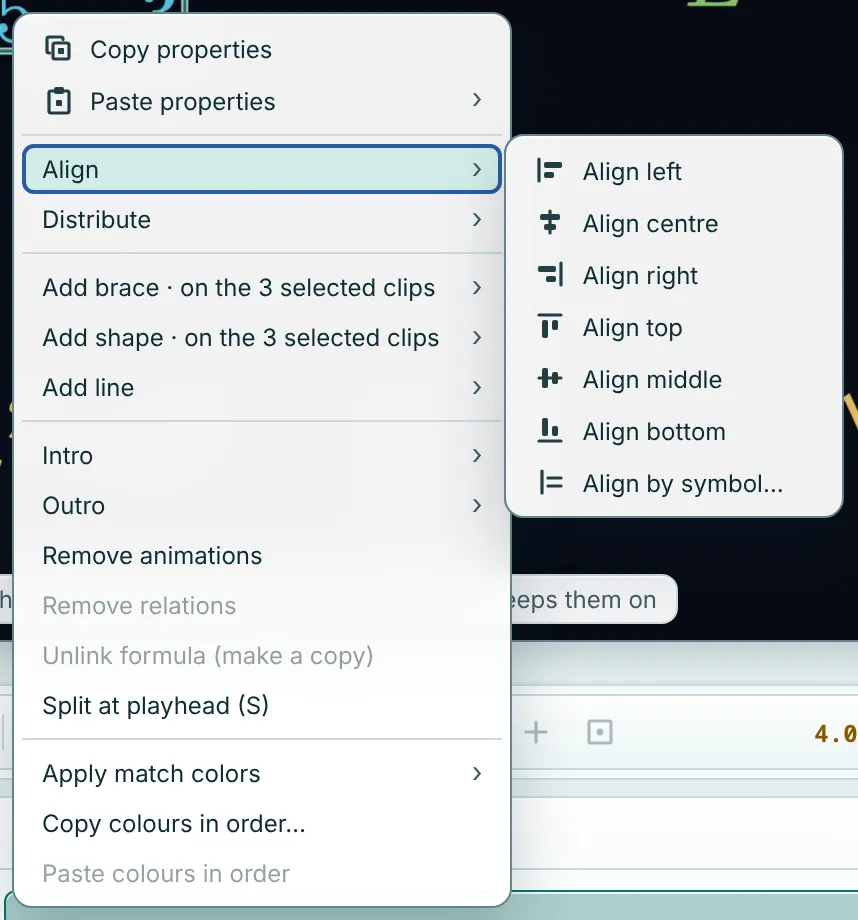 Copy properties
Paste properties
Align
Distribute
Add brace · on the 3 selected clips
Add shape · on the 3 selected clips
Add line
Intro
Outro
Remove animations
Remove relations
Unlink formula (make a copy)
Split at playhead (S)
Apply match colors
Copy colours in order...
Paste colours in order
Align left
Align centre
Align right
Align top
Align middle
Align bottom
Align by symbol...
them on
4.0